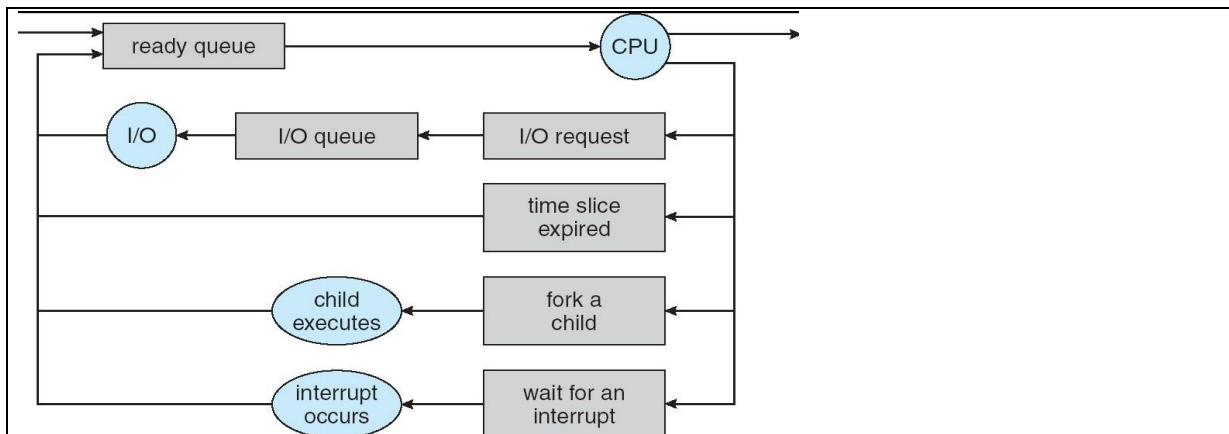 ready queue
CPU
I/O
I/O queue
I/O request
time slice
expired
child
executes
fork a
child
interrupt
occurs
wait for an
interrupt